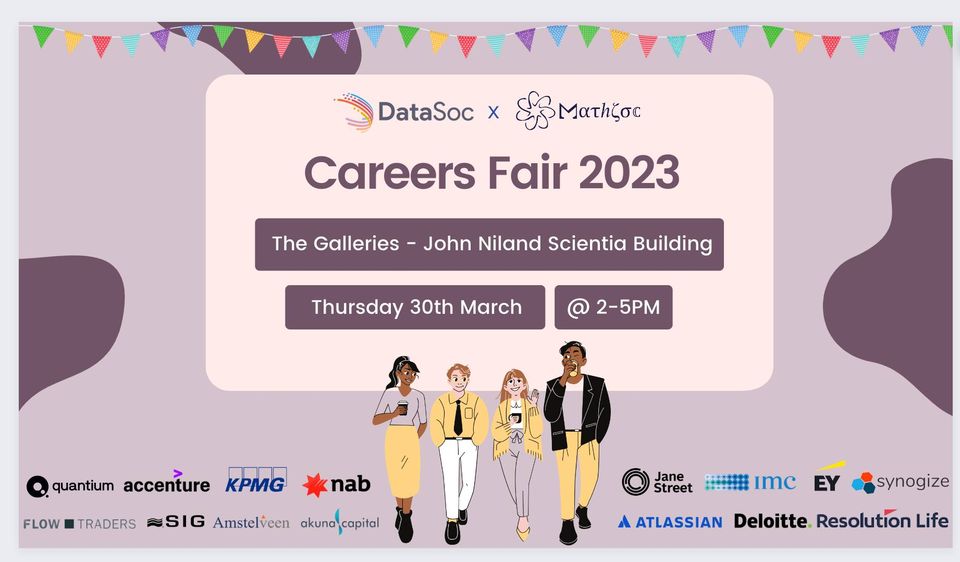 DataSoc x Mατhζσc
Careers Fair 2023
The Galleries - John Niland Scientia Building
Thursday 30th March @ 2-5PM
quantium accenture KPMG nab
Jane Street IMC EY synogize
FLOW TRADERS SIG Amstelveen akuna capital
ATLASSIAN Deloitte. Resolution Life